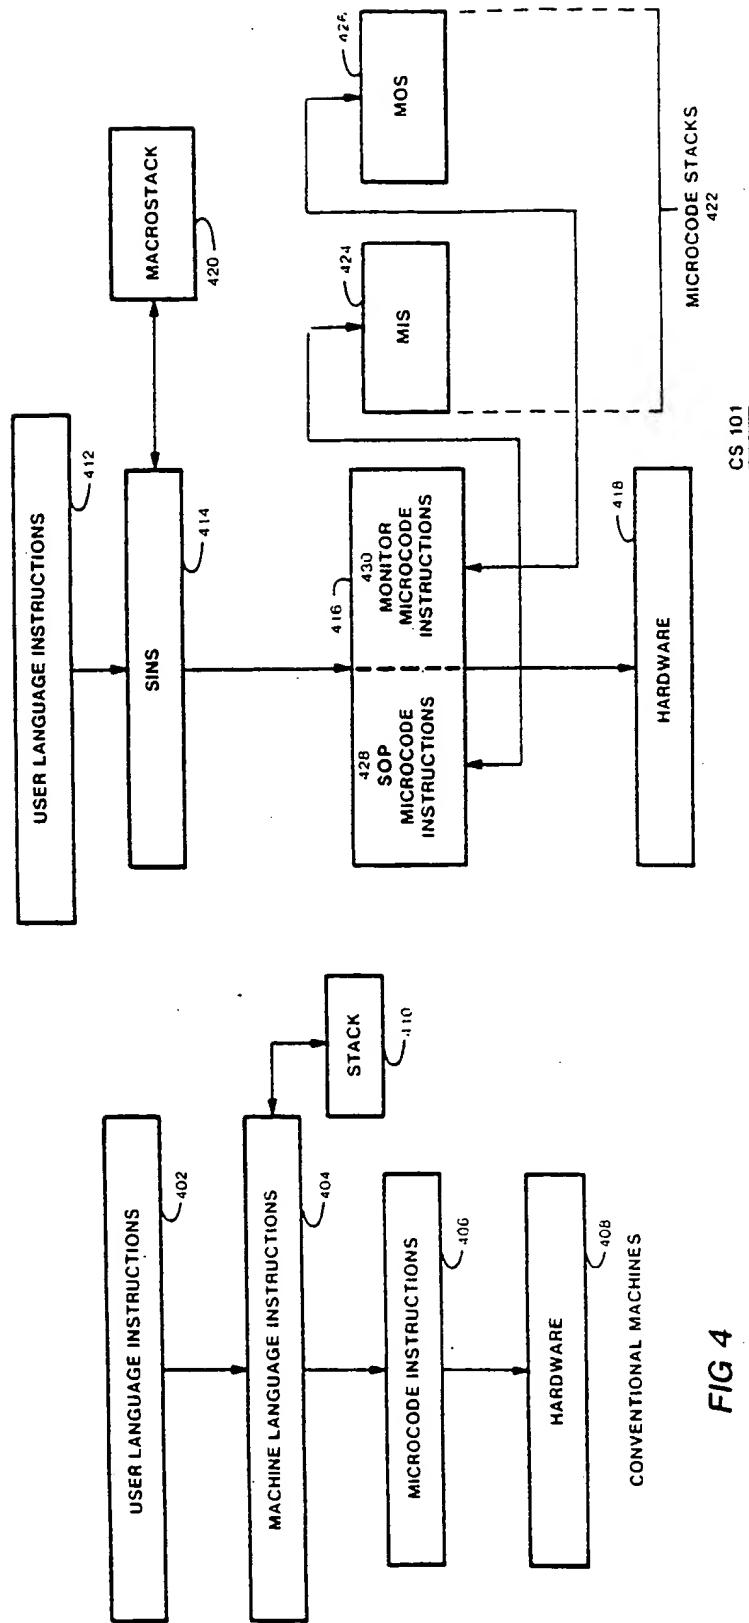 USER LANGUAGE INSTRUCTIONS
402
MACHINE LANGUAGE INSTRUCTIONS
404
STACK
410
MICROCODE INSTRUCTIONS
406
HARDWARE
408
CONVENTIONAL MACHINES
FIG 4
USER LANGUAGE INSTRUCTIONS
412
SINS
414
MACROSTACK
420
416
428
SOP
MICROCODE
INSTRUCTIONS
430
MONITOR
MICROCODE
INSTRUCTIONS
MIS
424
MOS
426
MICROCODE STACKS
422
HARDWARE
418
CS 101